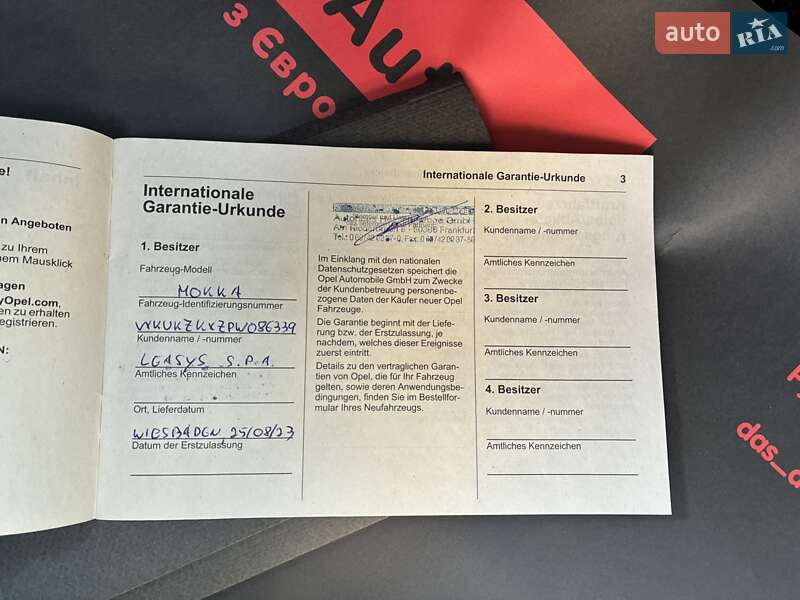 Auto
з Євро
auto RIA .com
e!
n Angeboten
zu Ihrem
nem Mausklick
agen
yOpel.com,
en zu erhalten
egistrieren.
N:
Internationale Garantie-Urkunde 3
Internationale
Garantie-Urkunde
1. Besitzer
Fahrzeug-Modell
MOKKA
Fahrzeug-Identifizierungsnummer
Kundenname / -nummer
LEASYS S.P.A.
Amtliches Kennzeichen
Ort, Lieferdatum
WIESBADEN 25/08/23
Datum der Erstzulassung
Frankfurt
Im Einklang mit den nationalen
Datenschutzgesetzen speichert die
Opel Automobile GmbH zum Zwecke
der Kundenbetreuung personenbe-
zogene Daten der Käufer neuer Opel
Fahrzeuge.
Die Garantie beginnt mit der Liefe-
rung bzw. der Erstzulassung, je
nachdem, welches dieser Ereignisse
zuerst eintritt.
Details zu den vertraglichen Garan-
tien von Opel, die für Ihr Fahrzeug
gelten, sowie deren Anwendungsbe-
dingungen, finden Sie im Bestellfor-
mular Ihres Neufahrzeugs.
2. Besitzer
Kundenname / -nummer
Amtliches Kennzeichen
3. Besitzer
Kundenname / -nummer
Amtliches Kennzeichen
4. Besitzer
Kundenname / -nummer
Amtliches Kennzeichen
das_a